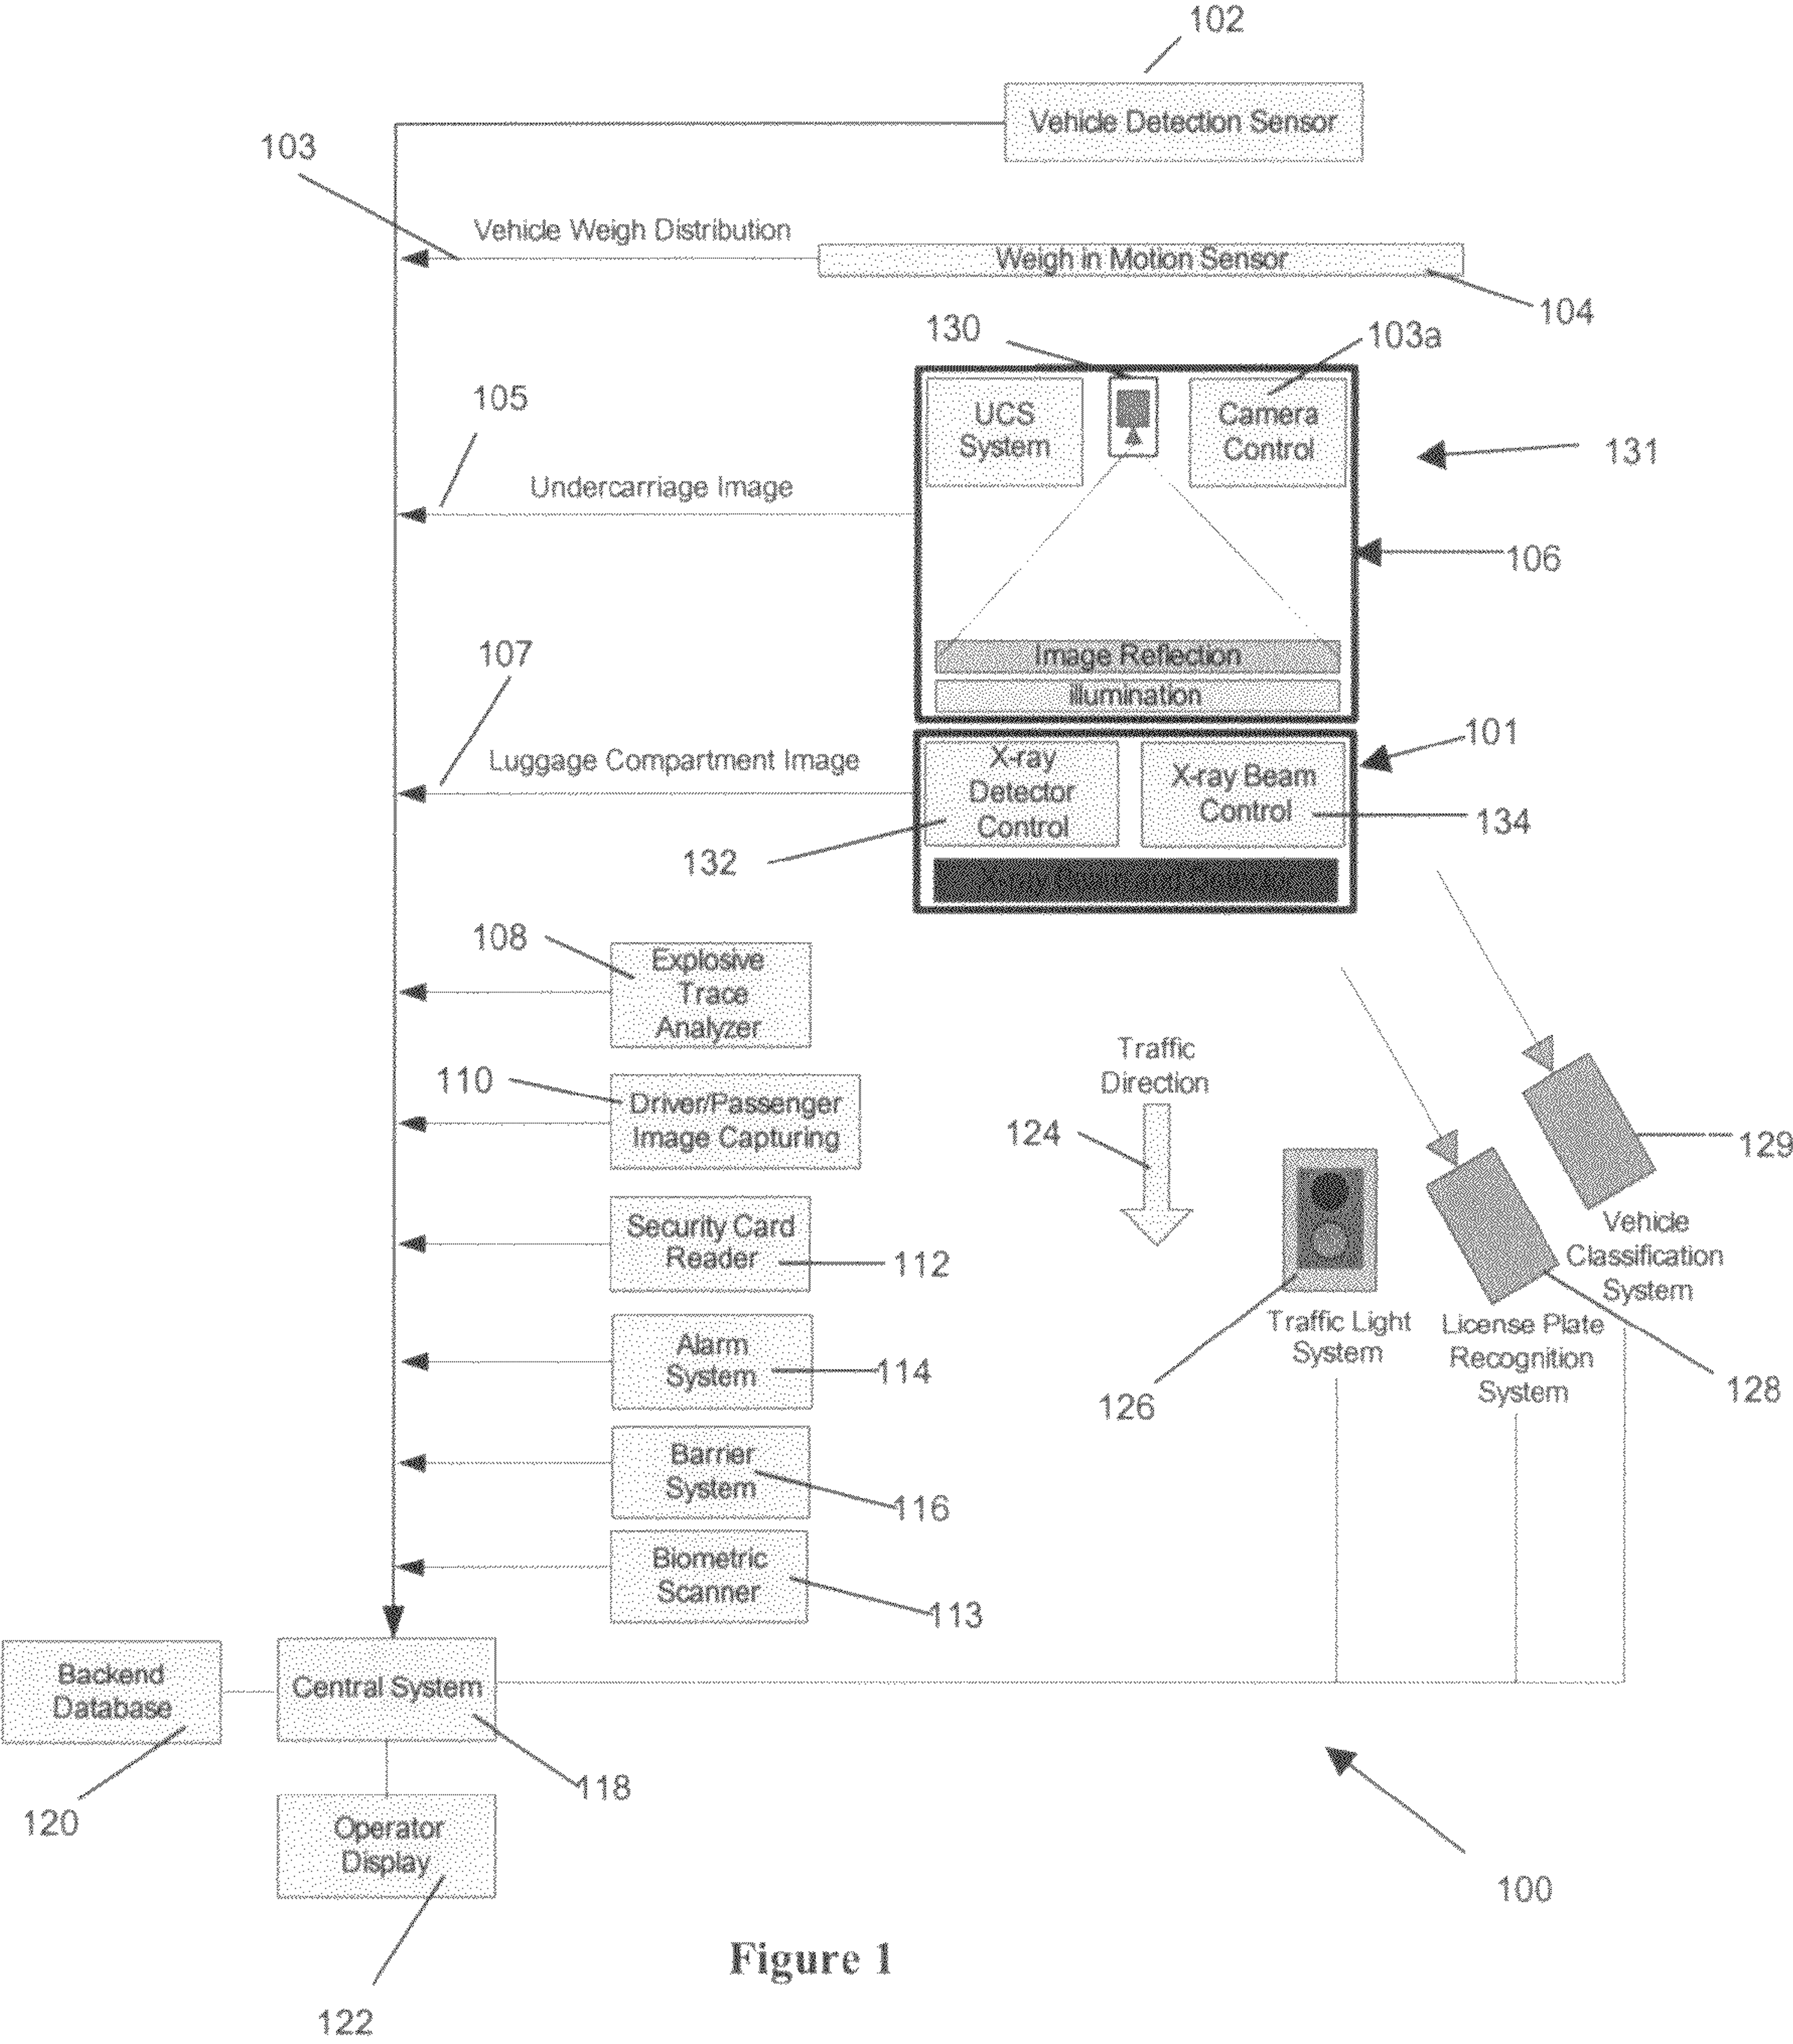 102
Vehicle Detection Sensor
103
Vehicle Weigh Distribution
Weigh in Motion Sensor
104
130
103a
UCS
System
Camera
Control
131
105
Undercarriage Image
106
Image Reflection
illumination
107
Luggage Compartment Image
101
X-ray
Detector
Control
X-ray Beam
Control
134
132
X-ray Beam and Detector
108
Explosive
Trace
Analyzer
110
Driver/Passenger
Image Capturing
Traffic
Direction
124
129
Security Card
Reader
112
Vehicle
Classification
System
Alarm
System
114
Traffic Light
System
126
License Plate
Recognition
System
128
Barrier
System
116
Biometric
Scanner
113
Backend
Database
120
Central System
118
Operator
Display
122
100
Figure 1